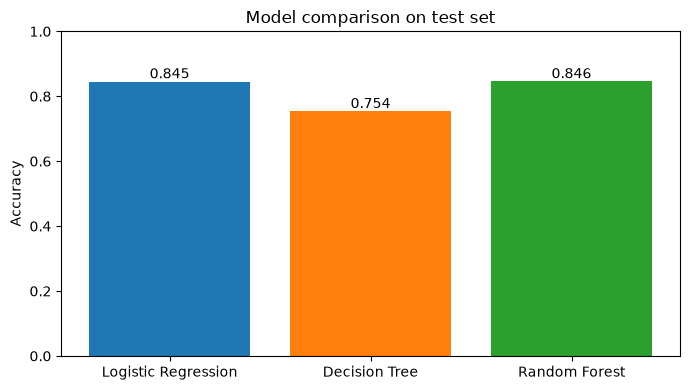 Model comparison on test set
1.0
0.8
0.6
0.4
0.2
0.0
Accuracy
0.845
0.754
0.846
Logistic Regression
Decision Tree
Random Forest